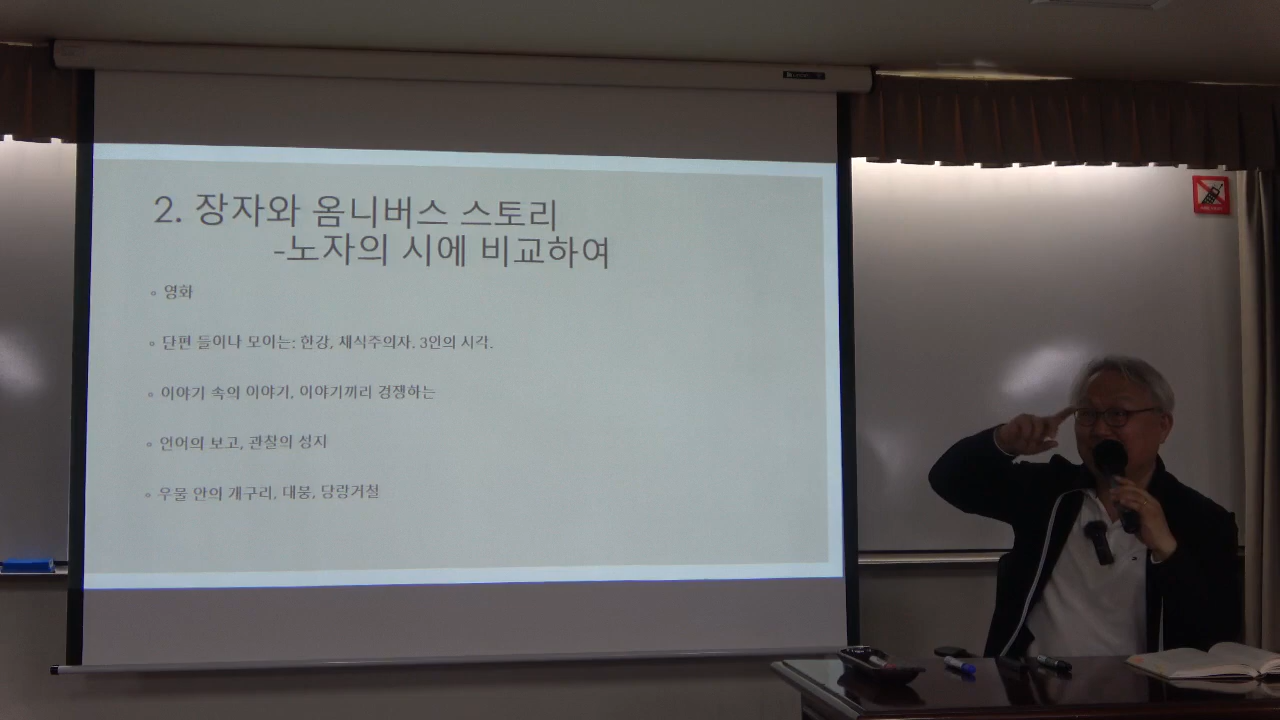 2. 장자와 옴니버스 스토리
-노자의 시에 비교하여
◦ 영화
◦ 단편 들이나 모이는: 한강, 채식주의자. 3인의 시각.
◦ 이야기 속의 이야기, 이야기끼리 경쟁하는
◦ 언어의 보고, 관찰의 성지
◦ 우물 안의 개구리, 대붕, 당랑거철